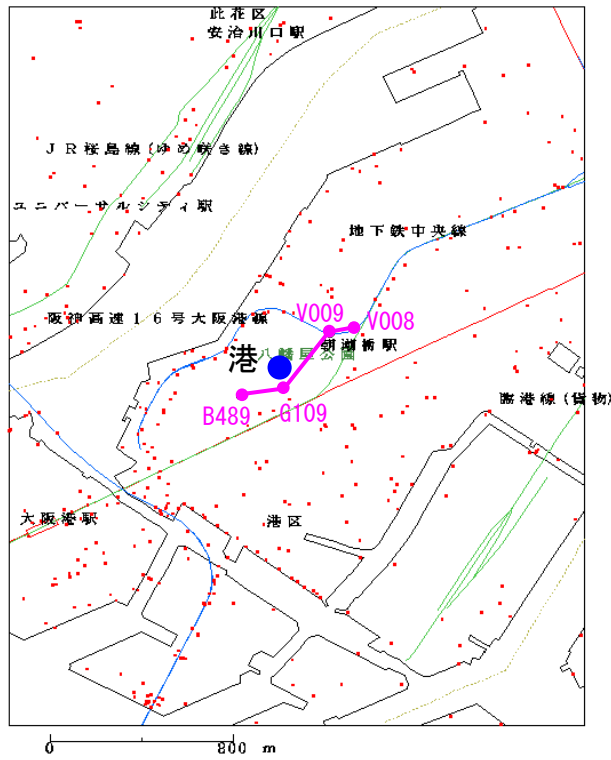 此花区
安治川口駅
JR桜島線(ゆめ咲き線)
ユニバーサルシティ駅
地下鉄中央線
阪神高速16号大阪港線
V009
V008
朝潮橋駅
八幡屋公園
港
B489
G109
臨港線(貨物)
大阪港駅
港区
0 800 m